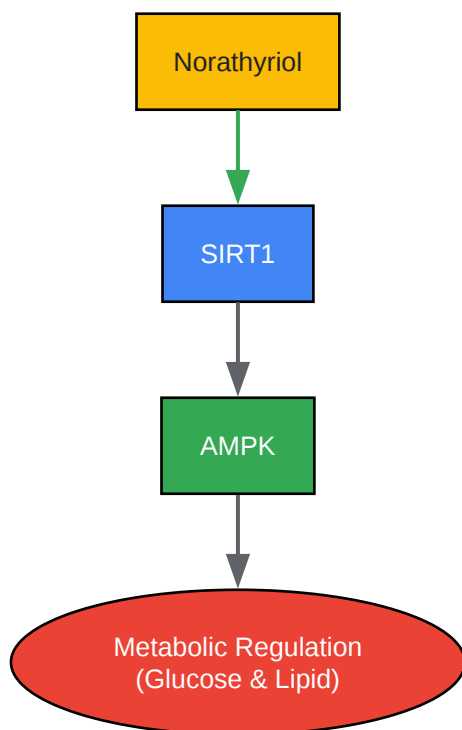 Norathyriol
SIRT1
AMPK
Metabolic Regulation
(Glucose & Lipid)